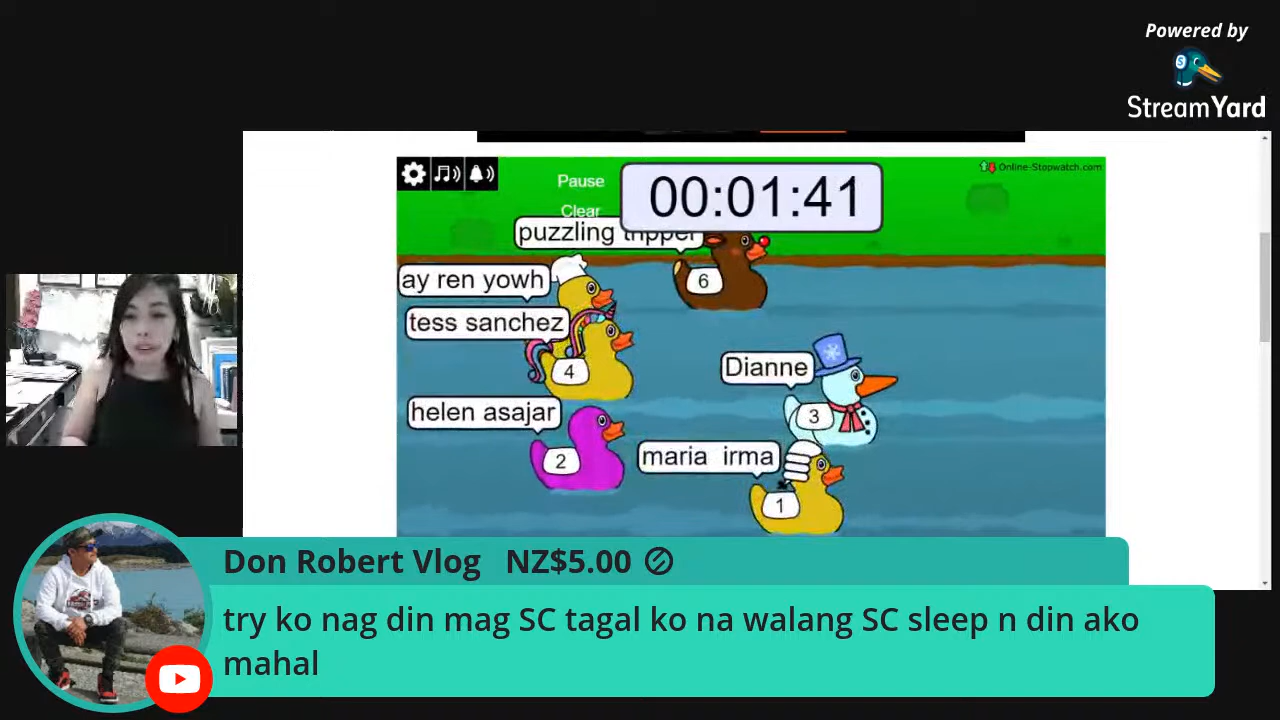 Powered by
StreamYard
Online-Stopwatch.com
Pause
00:01:41
Clear
puzzling tripper
6
ay ren yowh
tess sanchez
4
Dianne
3
helen asajar
2
maria irma
1
Don Robert Vlog NZ$5.00
try ko nag din mag SC tagal ko na walang SC sleep n din ako
mahal